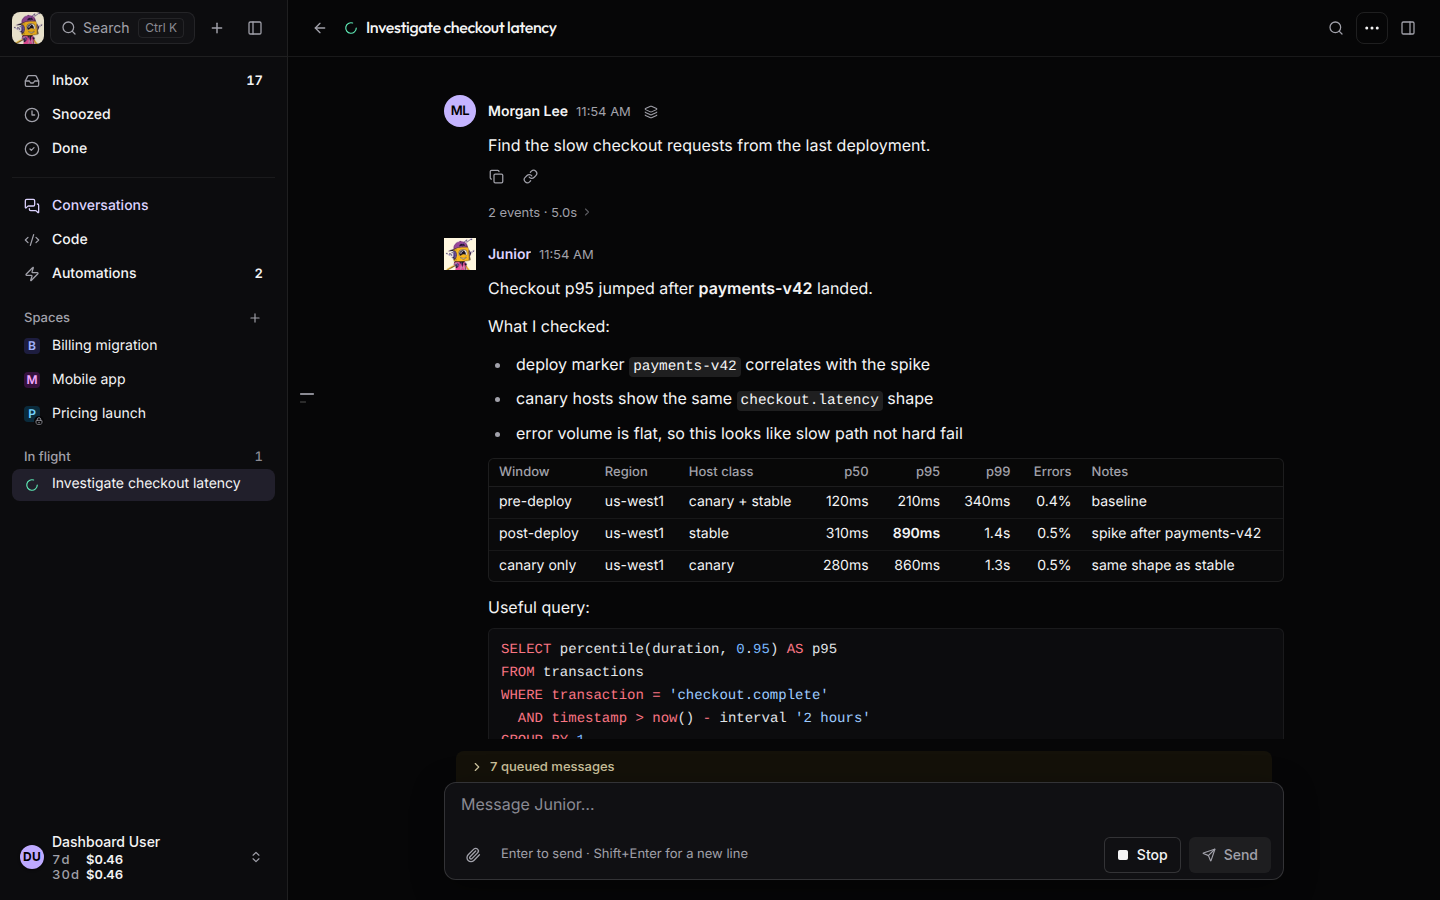 Search Ctrl K
Inbox 17
Snoozed
Done
Conversations
Code
Automations 2
Spaces
B Billing migration
M Mobile app
P Pricing launch
In flight 1
Investigate checkout latency
DU Dashboard User
7d $0.46
30d $0.46
Investigate checkout latency
ML Morgan Lee 11:54 AM
Find the slow checkout requests from the last deployment.
2 events · 5.0s
Junior 11:54 AM
Checkout p95 jumped after payments-v42 landed.
What I checked:
deploy marker payments-v42 correlates with the spike
canary hosts show the same checkout.latency shape
error volume is flat, so this looks like slow path not hard fail
Window Region Host class p50 p95 p99 Errors Notes
pre-deploy us-west1 canary + stable 120ms 210ms 340ms 0.4% baseline
post-deploy us-west1 stable 310ms 890ms 1.4s 0.5% spike after payments-v42
canary only us-west1 canary 280ms 860ms 1.3s 0.5% same shape as stable
Useful query:
SELECT percentile(duration, 0.95) AS p95
FROM transactions
WHERE transaction = 'checkout.complete'
AND timestamp > now() - interval '2 hours'
GROUP BY 1
7 queued messages
Message Junior...
Enter to send · Shift+Enter for a new line
Stop
Send